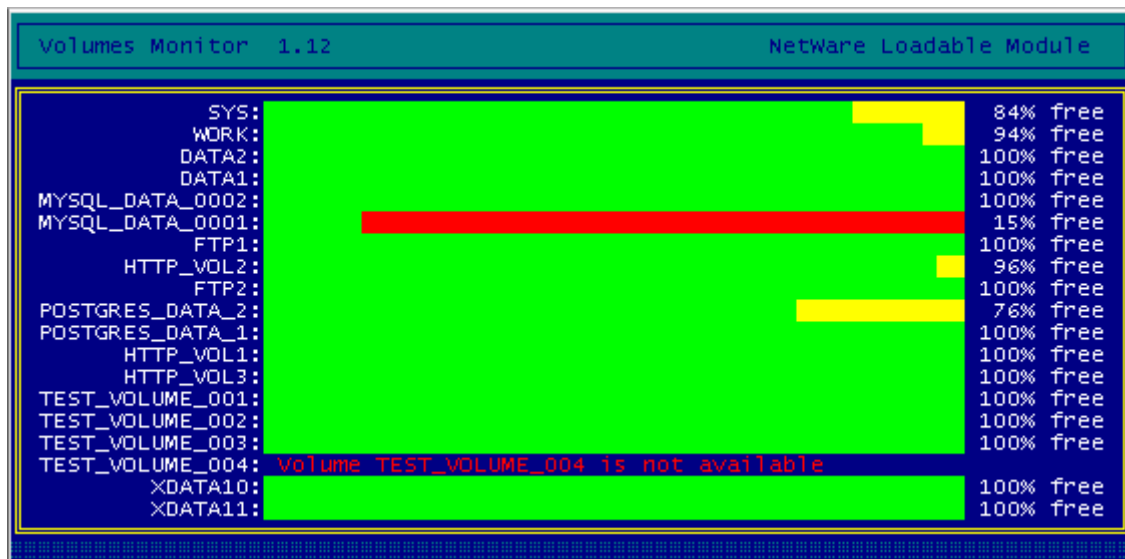 Volumes Monitor 1.12 NetWare Loadable Module
SYS: 84% free
WORK: 94% free
DATA2: 100% free
DATA1: 100% free
MYSQL_DATA_0002: 100% free
MYSQL_DATA_0001: 15% free
FTP1: 100% free
HTTP_VOL2: 96% free
FTP2: 100% free
POSTGRES_DATA_2: 76% free
POSTGRES_DATA_1: 100% free
HTTP_VOL1: 100% free
HTTP_VOL3: 100% free
TEST_VOLUME_001: 100% free
TEST_VOLUME_002: 100% free
TEST_VOLUME_003: 100% free
TEST_VOLUME_004: Volume TEST_VOLUME_004 is not available
XDATA10: 100% free
XDATA11: 100% free